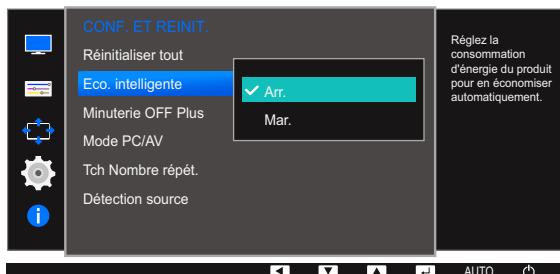 CONF. ET REINIT.
Réinitialiser tout
Eco. intelligente
Arr.
Mar.
Minuterie OFF Plus
Mode PC/AV
Tch Nombre répét.
Détection source
Réglez la
consommation
d'énergie du produit
pour en économiser
automatiquement.
AUTO